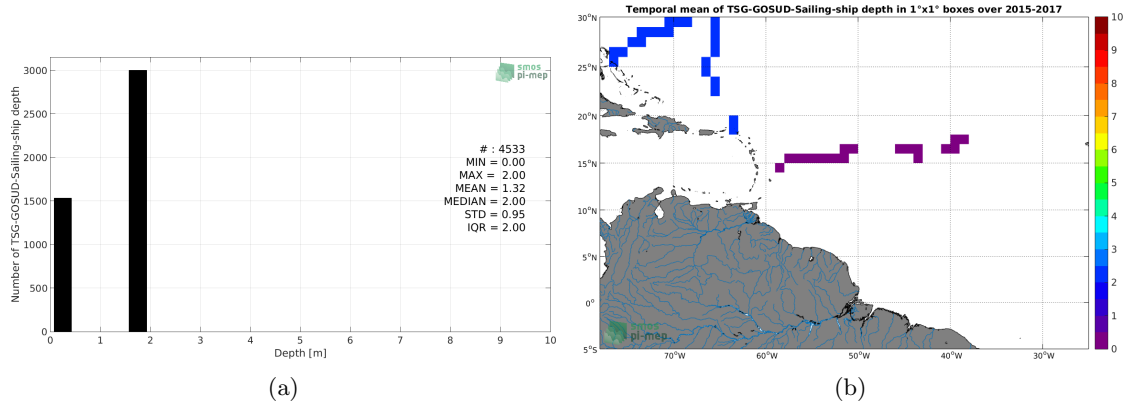 smos
pi-mep
3000
2500
2000
1500
1000
500
0
Number of TSG-GOSUD-Sailing-ship depth
# : 4533
MIN = 0.00
MAX = 2.00
MEAN = 1.32
MEDIAN = 2.00
STD = 0.95
IQR = 2.00
0 1 2 3 4 5 6 7 8 9 10
Depth [m]
(a)
Temporal mean of TSG-GOSUD-Sailing-ship depth in 1°x1° boxes over 2015-2017
30°N
25°N
20°N
15°N
10°N
5°N
0°
5°S
70°W 60°W 50°W 40°W 30°W
smos
pi-mep
10
9
8
7
6
5
4
3
2
1
0
(b)